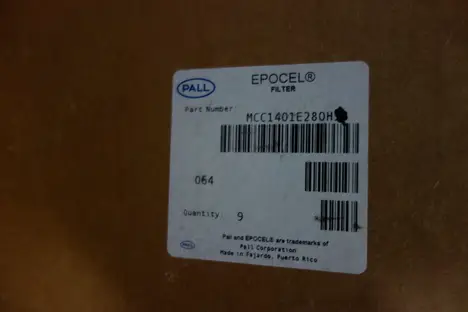 PALL
EPOCEL®
FILTER
Part Number:
MCC1401E280H
064
Quantity: 9
Pall and EPOCEL® are trademarks of
Pall Corporation
PALL
Made in Fajardo, Puerto Rico